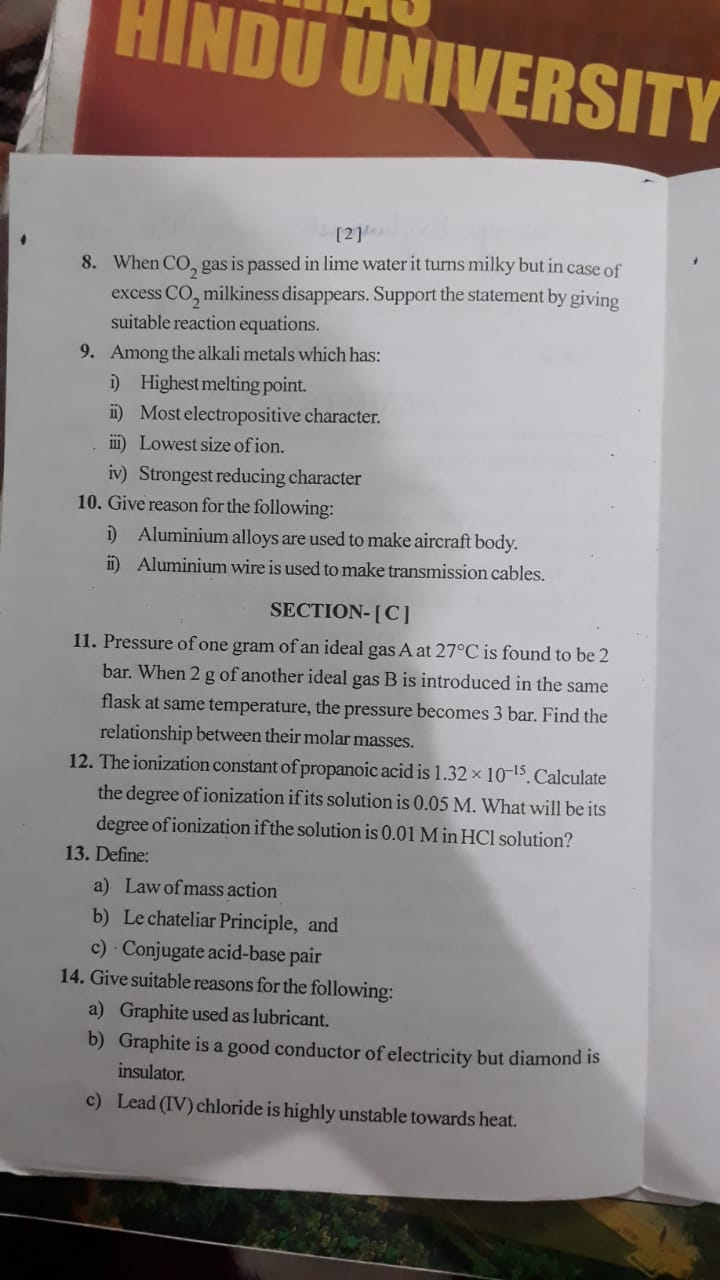 HINDU UNIVERSITY
[2]
8. When CO₂ gas is passed in lime water it turns milky but in case of
excess CO₂ milkiness disappears. Support the statement by giving
suitable reaction equations.
9. Among the alkali metals which has:
i) Highest melting point.
ii) Most electropositive character.
iii) Lowest size of ion.
iv) Strongest reducing character
10. Give reason for the following:
i) Aluminium alloys are used to make aircraft body.
ii) Aluminium wire is used to make transmission cables.
SECTION- [ C ]
11. Pressure of one gram of an ideal gas A at 27°C is found to be 2
bar. When 2 g of another ideal gas B is introduced in the same
flask at same temperature, the pressure becomes 3 bar. Find the
relationship between their molar masses.
12. The ionization constant of propanoic acid is 1.32 × 10⁻¹⁵. Calculate
the degree of ionization if its solution is 0.05 M. What will be its
degree of ionization if the solution is 0.01 M in HCl solution?
13. Define:
a) Law of mass action
b) Le chateliar Principle, and
c) Conjugate acid-base pair
14. Give suitable reasons for the following:
a) Graphite used as lubricant.
b) Graphite is a good conductor of electricity but diamond is
insulator.
c) Lead (IV) chloride is highly unstable towards heat.